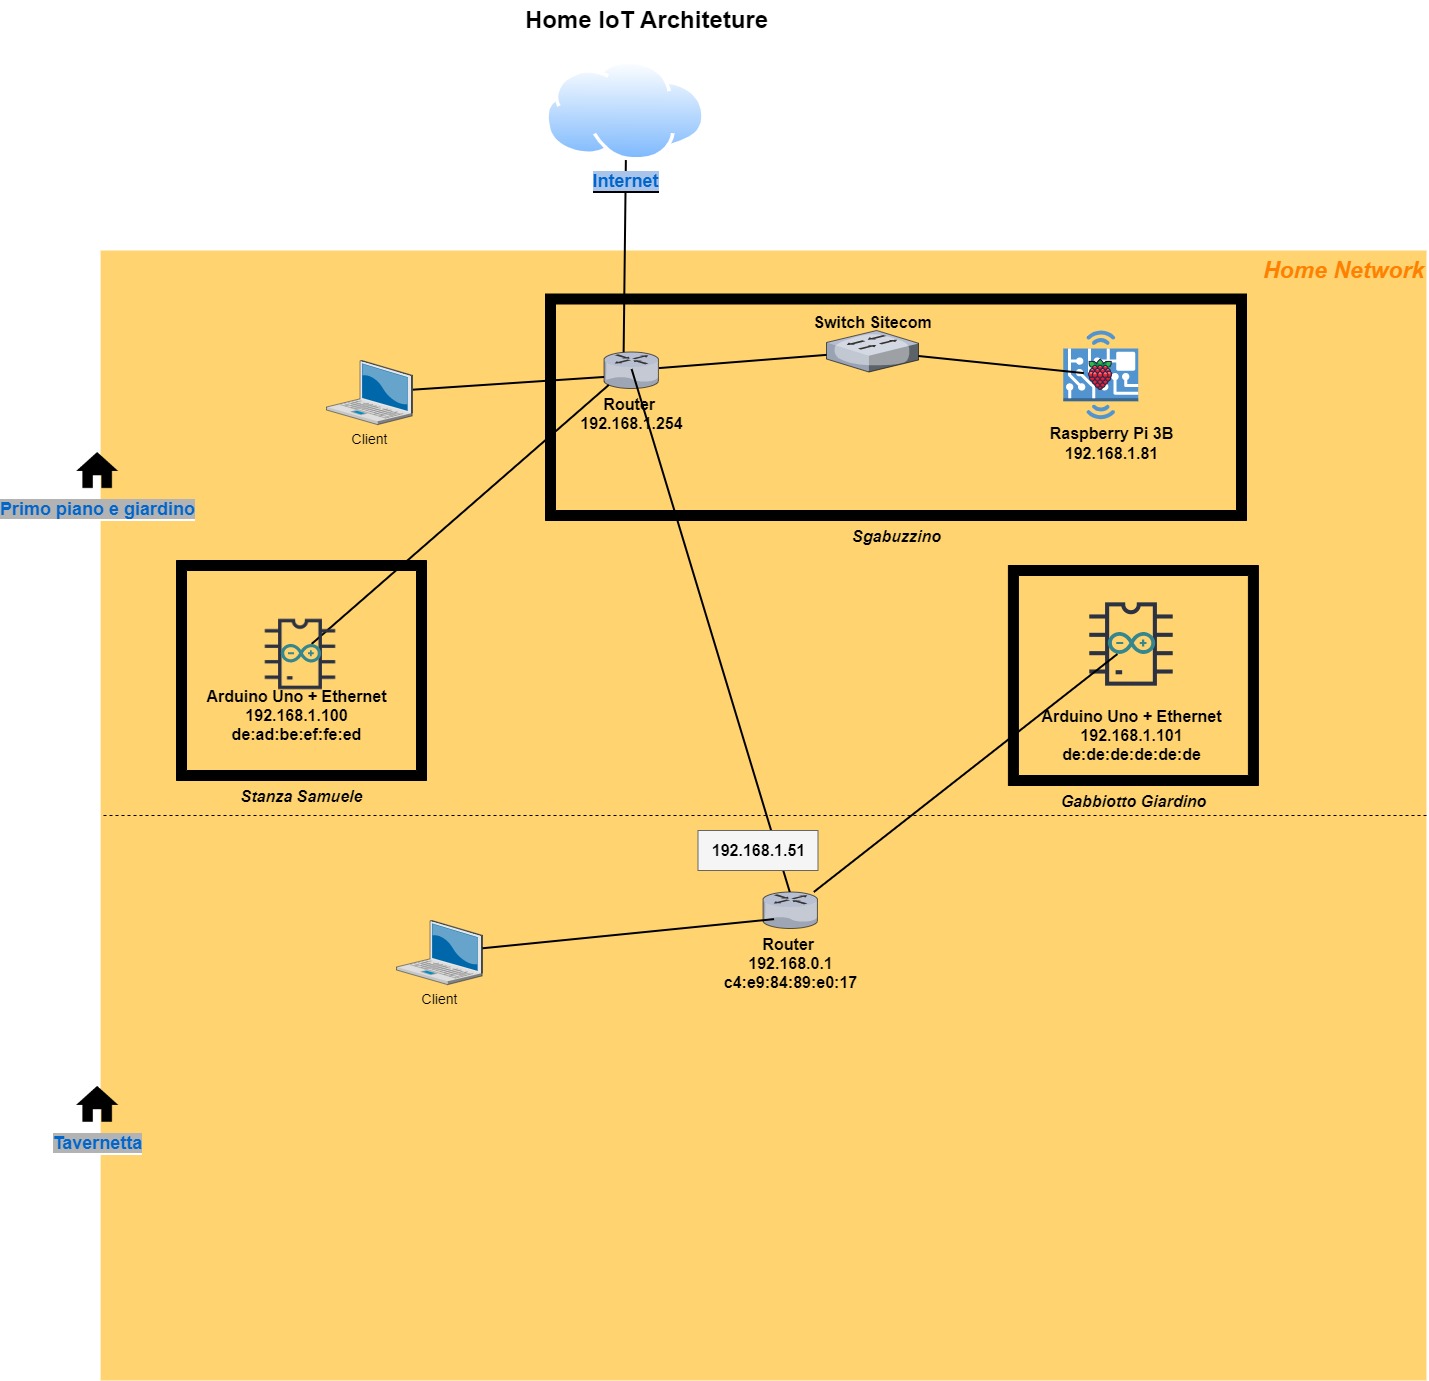 Home IoT Architeture
Internet
Home Network
Switch Sitecom
Router
192.168.1.254
Raspberry Pi 3B
192.168.1.81
Client
Primo piano e giardino
Sgabuzzino
Arduino Uno + Ethernet
192.168.1.100
de:ad:be:ef:fe:ed
Stanza Samuele
Arduino Uno + Ethernet
192.168.1.101
de:de:de:de:de:de
Gabbiotto Giardino
192.168.1.51
Router
192.168.0.1
c4:e9:84:89:e0:17
Client
Tavernetta